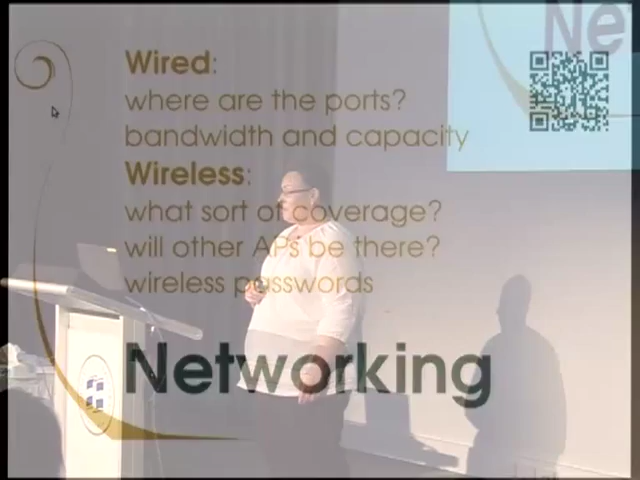 Wired:
where are the ports?
bandwidth and capacity
Wireless:
what sort of coverage?
will other APs be there?
wireless passwords
Networking
Net